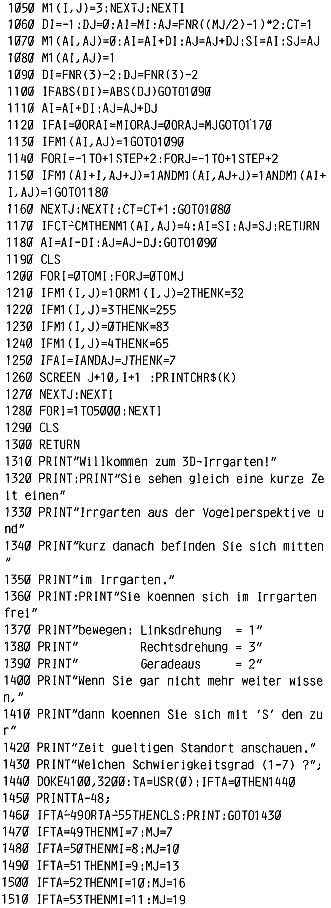 1050 M1(I,J)=3:NEXTJ:NEXTI
1060 DI=-1:DJ=0:AI=MI:AJ=FNR((MJ/2)-1)*2:CT=1
1070 M1(AI,AJ)=0:AI=AI+DI:AJ=AJ+DJ:SI=AI:SJ=AJ
1080 M1(AI,AJ)=1
1090 DI=FNR(3)-2:DJ=FNR(3)-2
1100 IFABS(DI)=ABS(DJ)GOTO1090
1110 AI=AI+DI:AJ=AJ+DJ
1120 IFAI=0ORAI=MIORAJ=0ORAJ=MJGOTO1170
1130 IFM1(AI,AJ)=1GOTO1090
1140 FORI=-1TO+1STEP+2:FORJ=-1TO+1STEP+2
1150 IFM1(AI+I,AJ+J)=1ANDM1(AI,AJ+J)=1ANDM1(AI+
I,AJ)=1GOTO1180
1160 NEXTJ:NEXTI:CT=CT+1:GOTO1080
1170 IFCT>CMTHENM1(AI,AJ)=4:AI=SI:AJ=SJ:RETURN
1180 AI=AI-DI:AJ=AJ-DJ:GOTO1090
1190 CLS
1200 FORI=0TOMI:FORJ=0TOMJ
1210 IFM1(I,J)=1ORM1(I,J)=2THENK=32
1220 IFM1(I,J)=3THENK=255
1230 IFM1(I,J)=0THENK=83
1240 IFM1(I,J)=4THENK=65
1250 IFAI=IANDAJ=JTHENK=7
1260 SCREEN J+10,I+1 :PRINTCHR$(K)
1270 NEXTJ:NEXTI
1280 FORI=1TO5000:NEXTI
1290 CLS
1300 RETURN
1310 PRINT"Willkommen zum 3D-Irrgarten!"
1320 PRINT:PRINT"Sie sehen gleich eine kurze Ze
it einen"
1330 PRINT"Irrgarten aus der Vogelperspektive u
nd"
1340 PRINT"kurz danach befinden Sie sich mitten
"
1350 PRINT"im Irrgarten."
1360 PRINT:PRINT"Sie koennen sich im Irrgarten
frei"
1370 PRINT"bewegen: Linksdrehung  = 1"
1380 PRINT"         Rechtsdrehung = 3"
1390 PRINT"         Geradeaus     = 2"
1400 PRINT"Wenn Sie gar nicht mehr weiter wisse
n,"
1410 PRINT"dann koennen Sie sich mit 'S' den zu
r"
1420 PRINT"Zeit gueltigen Standort anschauen."
1430 PRINT"Welchen Schwierigkeitsgrad (1-7) ?";
1440 DOKE4100,3200:TA=USR(0):IFTA=0THEN1440
1450 PRINTTA-48;
1460 IFTA<49ORTA>55THENCLS:PRINT:GOTO1430
1470 IFTA=49THENMI=7:MJ=7
1480 IFTA=50THENMI=8:MJ=10
1490 IFTA=51THENMI=9:MJ=13
1500 IFTA=52THENMI=10:MJ=16
1510 IFTA=53THENMI=11:MJ=19